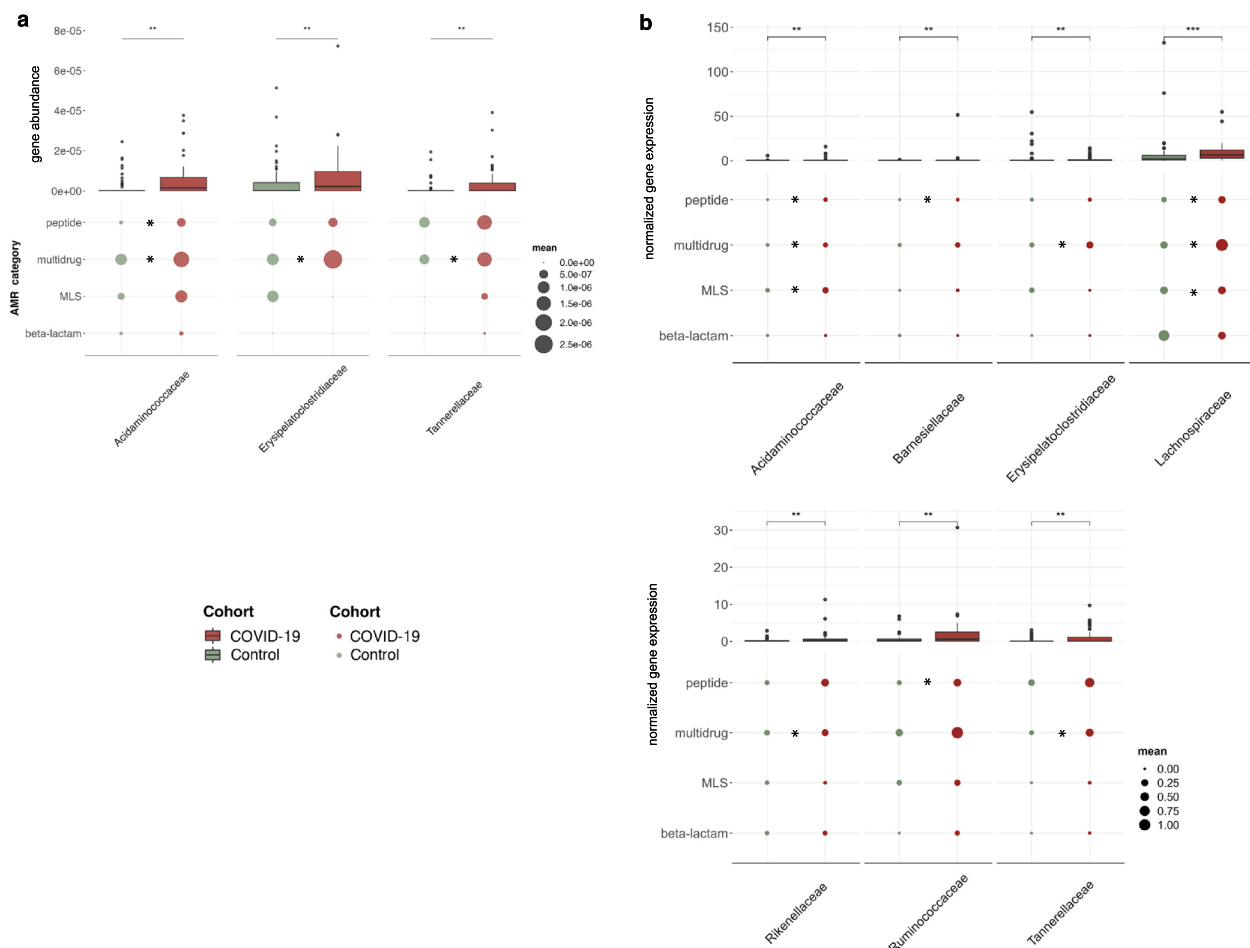 a
8e-05
6e-05
4e-05
2e-05
0e+00
gene abundance
** ** **
peptide *
multidrug * * *
MLS
beta-lactam
AMR category
Acidaminococcaceae
Erysipelatoclostridiaceae
Tannerellaceae
mean
0.0e+00
5.0e-07
1.0e-06
1.5e-06
2.0e-06
2.5e-06
Cohort
COVID-19
Control
Cohort
COVID-19
Control
b
150
100
50
0
normalized gene expression
** ** ** ***
peptide * * *
multidrug * * *
MLS * *
beta-lactam
Acidaminococcaceae
Barnesiellaceae
Erysipelatoclostridiaceae
Lachnospiraceae
30
20
10
0
normalized gene expression
** ** **
peptide *
multidrug * *
MLS
beta-lactam
Rikenellaceae
Ruminococcaceae
Tannerellaceae
mean
0.00
0.25
0.50
0.75
1.00